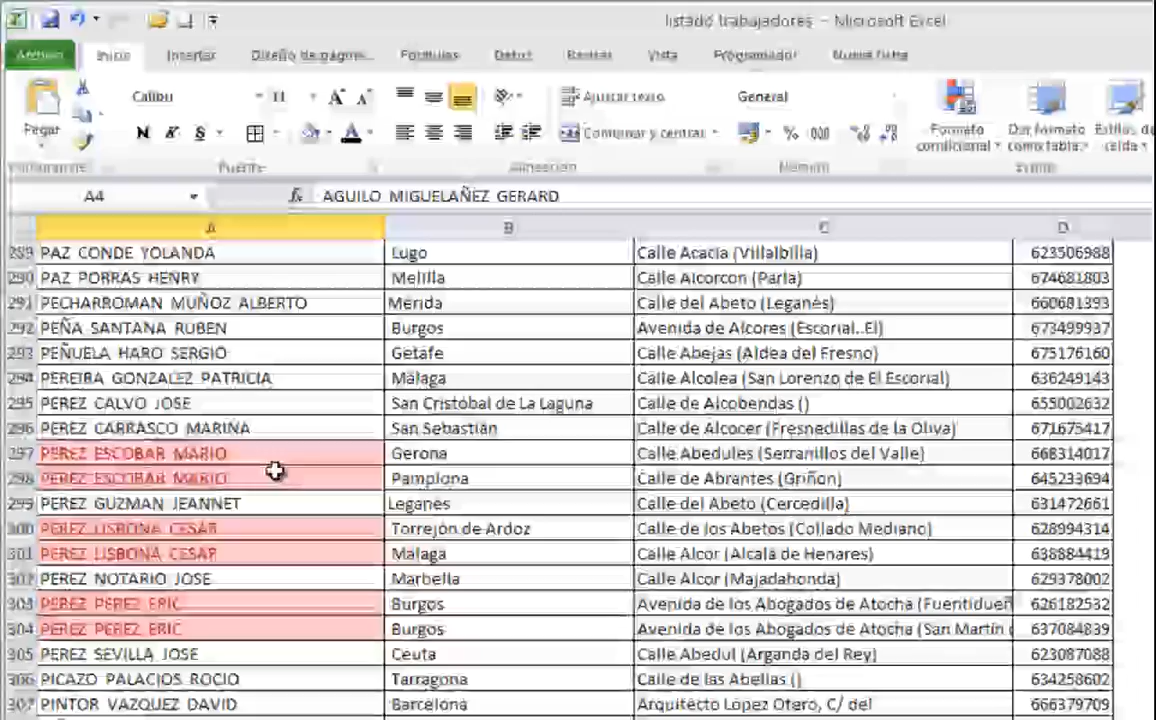 listado trabajadores - Microsoft Excel
Archivo Inicio Insertar Diseño de página Fórmulas Datos Revisar Vista Programador Nueva ficha
Calibri 11 Ajustar texto General
Pegar N K S Combinar y centrar % 000 Formato condicional Dar formato como tabla Estilos de celda
Portapapeles Fuente Alineación Número
A4 fx AGUILO MIGUELAÑEZ GERARD
A B C D
289 PAZ CONDE YOLANDA Lugo Calle Acacia (Villalbilla) 623506988
290 PAZ PORRAS HENRY Melilla Calle Alcorcon (Parla) 674681803
291 PECHARROMAN MUÑOZ ALBERTO Mérida Calle del Abeto (Leganés) 660681393
292 PEÑA SANTANA RUBEN Burgos Avenida de Alcores (Escorial..El) 673499937
293 PEÑUELA HARO SERGIO Getafe Calle Abejas (Aldea del Fresno) 675176160
294 PEREIRA GONZALEZ PATRICIA Málaga Calle Alcolea (San Lorenzo de El Escorial) 636249143
295 PEREZ CALVO JOSE San Cristóbal de La Laguna Calle de Alcobendas () 655002632
296 PEREZ CARRASCO MARINA San Sebastián Calle de Alcocer (Fresnedillas de la Oliva) 671675417
297 PEREZ ESCOBAR MARIO Gerona Calle Abedules (Serranillos del Valle) 668314017
298 PEREZ ESCOBAR MARIO Pamplona Calle de Abrantes (Griñon) 645233694
299 PEREZ GUZMAN JEANNET Leganés Calle del Abeto (Cercedilla) 631472661
300 PEREZ LISBONA CESAR Torrejón de Ardoz Calle de los Abetos (Collado Mediano) 628994314
301 PEREZ LISBONA CESAR Málaga Calle Alcor (Alcalá de Henares) 638884419
302 PEREZ NOTARIO JOSE Marbella Calle Alcor (Majadahonda) 629378002
303 PEREZ PEREZ ERIC Burgos Avenida de los Abogados de Atocha (Fuentidueñ 626182532
304 PEREZ PEREZ ERIC Burgos Avenida de los Abogados de Atocha (San Martín 637084839
305 PEREZ SEVILLA JOSE Ceuta Calle Abedul (Arganda del Rey) 623087088
306 PICAZO PALACIOS ROCIO Tarragona Calle de las Abelias () 634258602
307 PINTOR VAZQUEZ DAVID Barcelona Arquitecto López Otero, C/ del 666379709